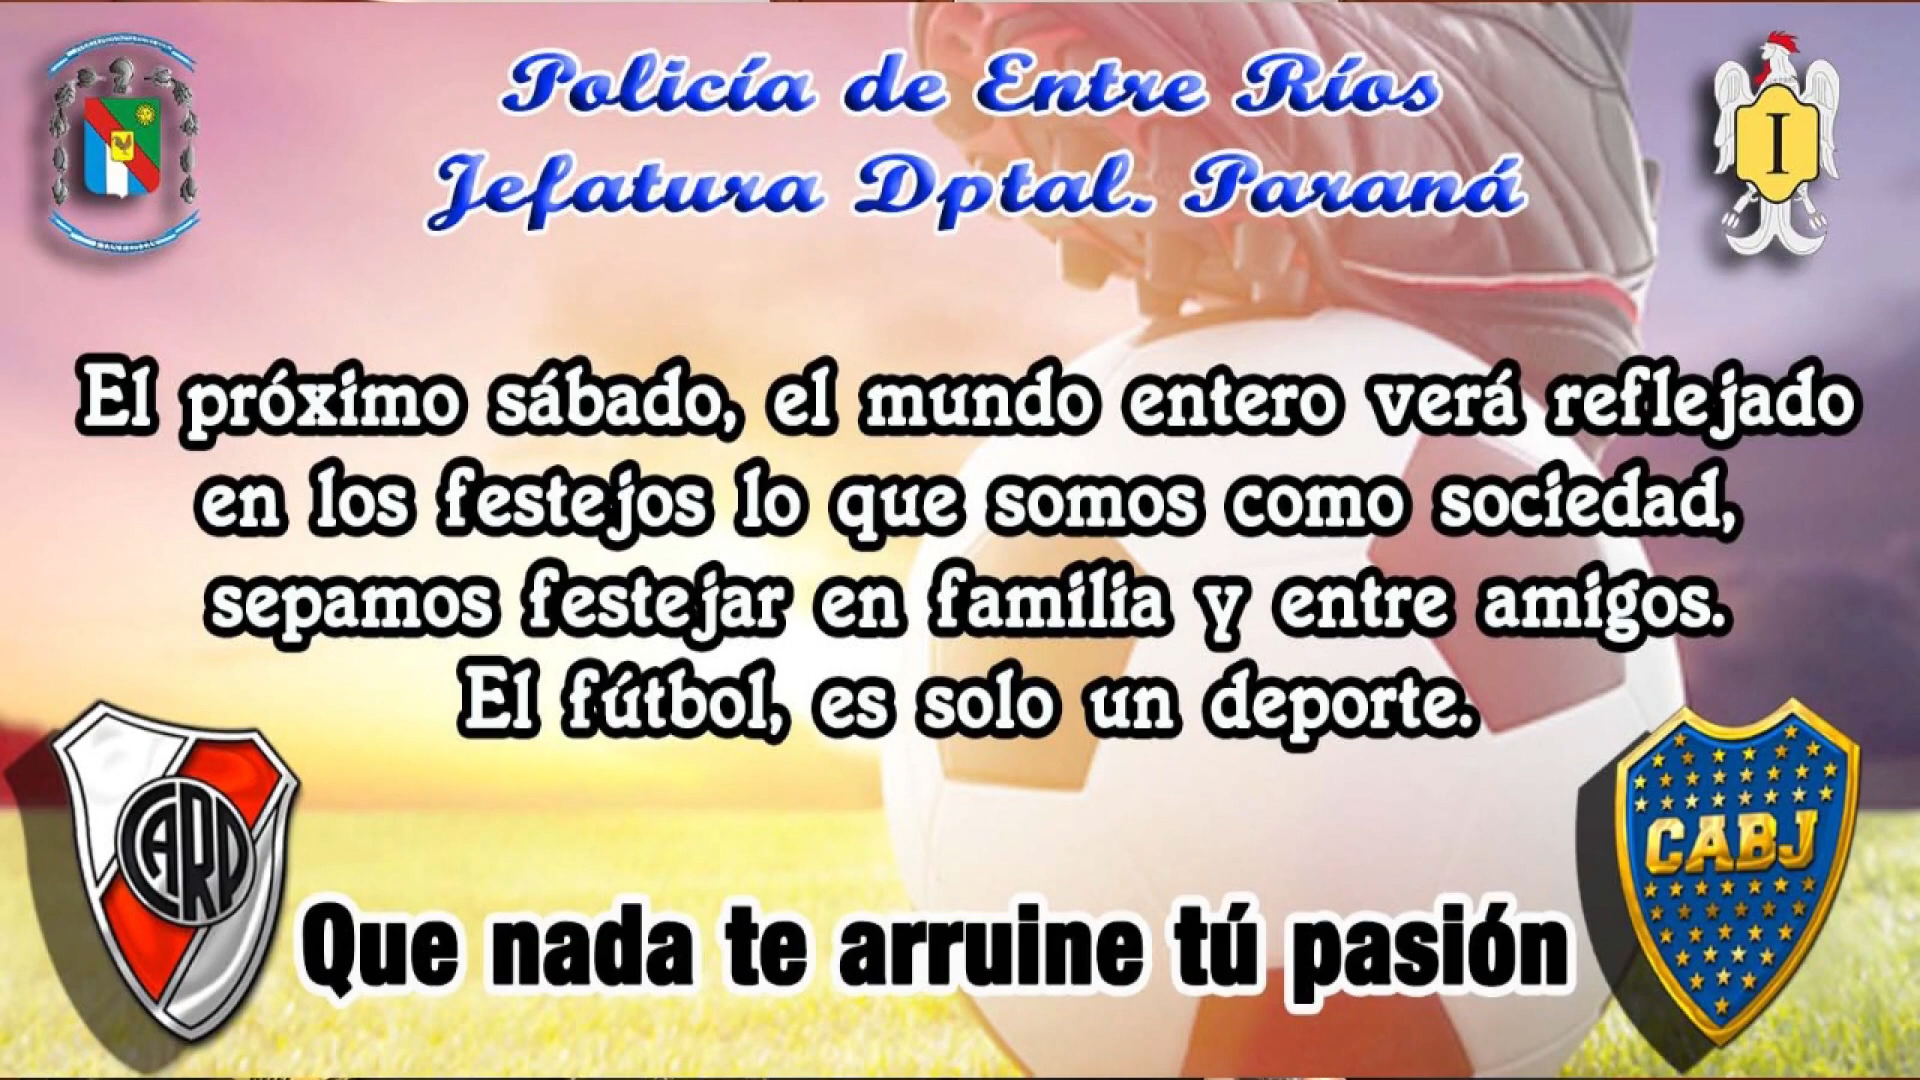 Policía de Entre Ríos
Jefatura Dptal. Paraná
I
El próximo sábado, el mundo entero verá reflejado
en los festejos lo que somos como sociedad,
sepamos festejar en familia y entre amigos.
El fútbol, es solo un deporte.
CARP
CABJ
Que nada te arruine tú pasión